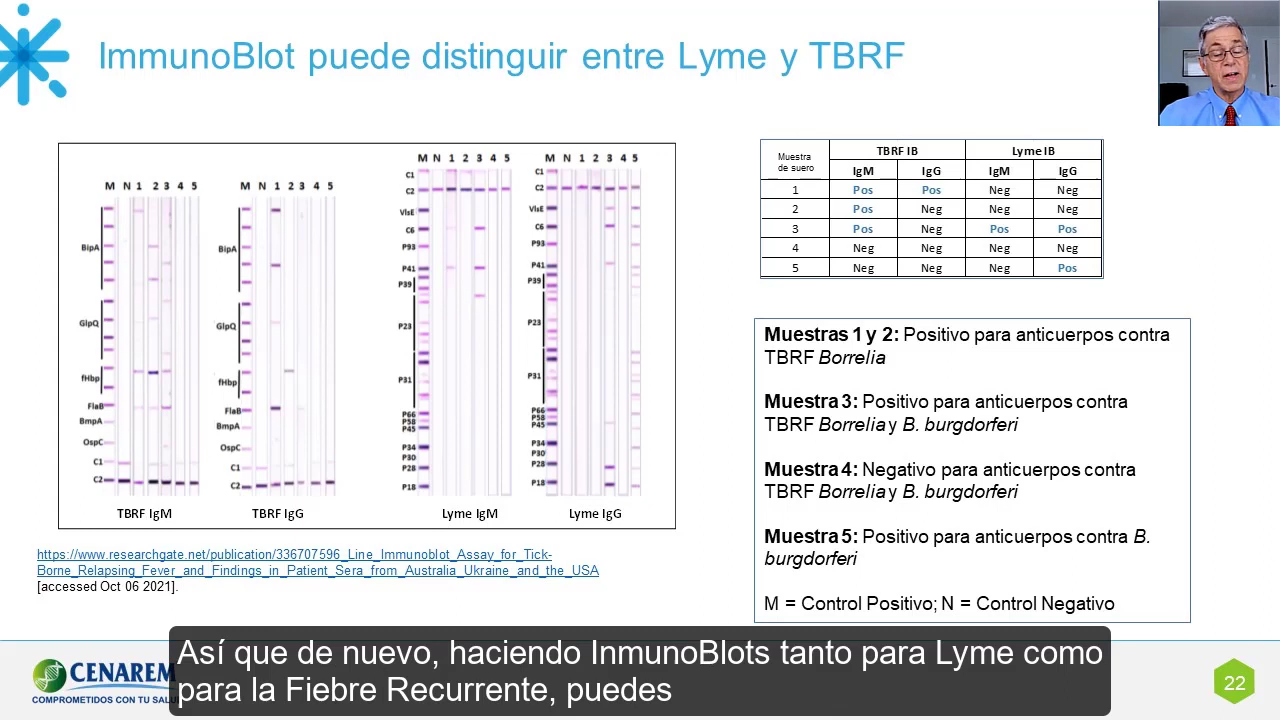 ImmunoBlot puede distinguir entre Lyme y TBRF
M N 1 2 3 4 5
BipA
GlpQ
fHbp
FlaB
BmpA
OspC
C1
C2
TBRF IgM
M N 1 2 3 4 5
BipA
GlpQ
fHbp
FlaB
BmpA
OspC
C1
C2
TBRF IgG
M N 1 2 3 4 5
C1
C2
VlsE
C6
P93
P41
P39
P23
P31
P66
P58
P45
P34
P30
P28
P18
Lyme IgM
M N 1 2 3 4 5
C1
C2
VlsE
C6
P93
P41
P39
P23
P31
P66
P58
P45
P34
P30
P28
P18
Lyme IgG
https://www.researchgate.net/publication/336707596_Line_Immunoblot_Assay_for_Tick-
Borne_Relapsing_Fever_and_Findings_in_Patient_Sera_from_Australia_Ukraine_and_the_USA
[accessed Oct 06 2021].
Muestra de suero TBRF IB Lyme IB
IgM IgG IgM IgG
1 Pos Pos Neg Neg
2 Pos Neg Neg Neg
3 Pos Neg Pos Pos
4 Neg Neg Neg Neg
5 Neg Neg Neg Pos
Muestras 1 y 2: Positivo para anticuerpos contra
TBRF Borrelia
Muestra 3: Positivo para anticuerpos contra
TBRF Borrelia y B. burgdorferi
Muestra 4: Negativo para anticuerpos contra
TBRF Borrelia y B. burgdorferi
Muestra 5: Positivo para anticuerpos contra B.
burgdorferi
M = Control Positivo; N = Control Negativo
CENAREM
COMPROMETIDOS CON TU
Así que de nuevo, haciendo InmunoBlots tanto para Lyme como
para la Fiebre Recurrente, puedes
22